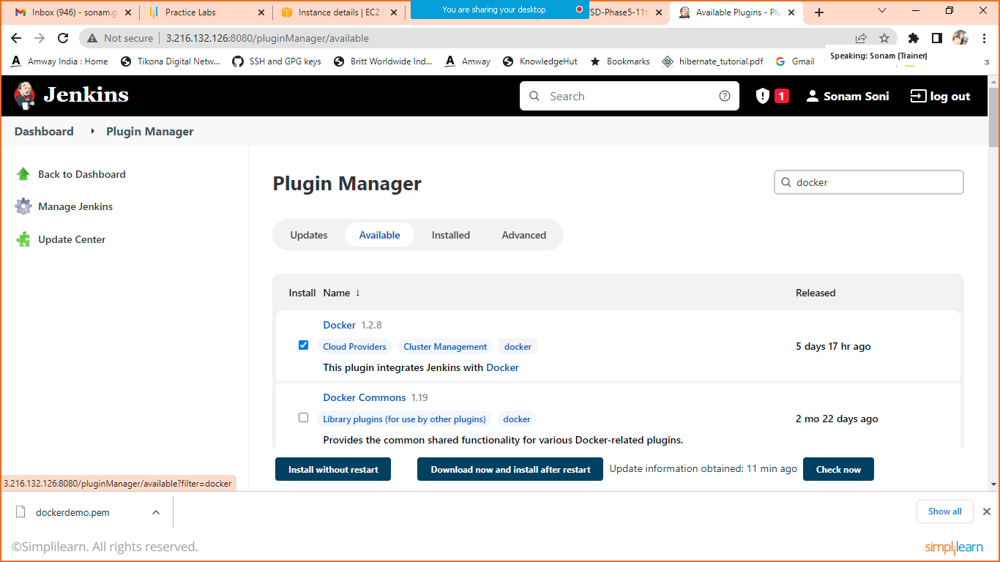 Inbox (946) - sonam.g
Practice Labs
Instance details | EC2
You are sharing your desktop
FSD-Phase5-11th
Available Plugins - Plu
Not secure | 3.216.132.126:8080/pluginManager/available
Speaking: Sonam (Trainer)
Amway India : Home
Tikona Digital Netw...
SSH and GPG keys
Britt Worldwide Ind...
Amway
KnowledgeHut
Bookmarks
hibernate_tutorial.pdf
Gmail
Jenkins
Search
1
Sonam Soni
log out
Dashboard
Plugin Manager
Back to Dashboard
Manage Jenkins
Update Center
Plugin Manager
docker
Updates
Available
Installed
Advanced
Install Name ↓ Released
Docker 1.2.8
Cloud Providers Cluster Management docker
5 days 17 hr ago
This plugin integrates Jenkins with Docker
Docker Commons 1.19
Library plugins (for use by other plugins) docker
2 mo 22 days ago
Provides the common shared functionality for various Docker-related plugins.
Install without restart
Download now and install after restart
Update information obtained: 11 min ago
Check now
3.216.132.126:8080/pluginManager/available?filter=docker
dockerdemo.pem
Show all
©Simplilearn. All rights reserved.
simplilearn